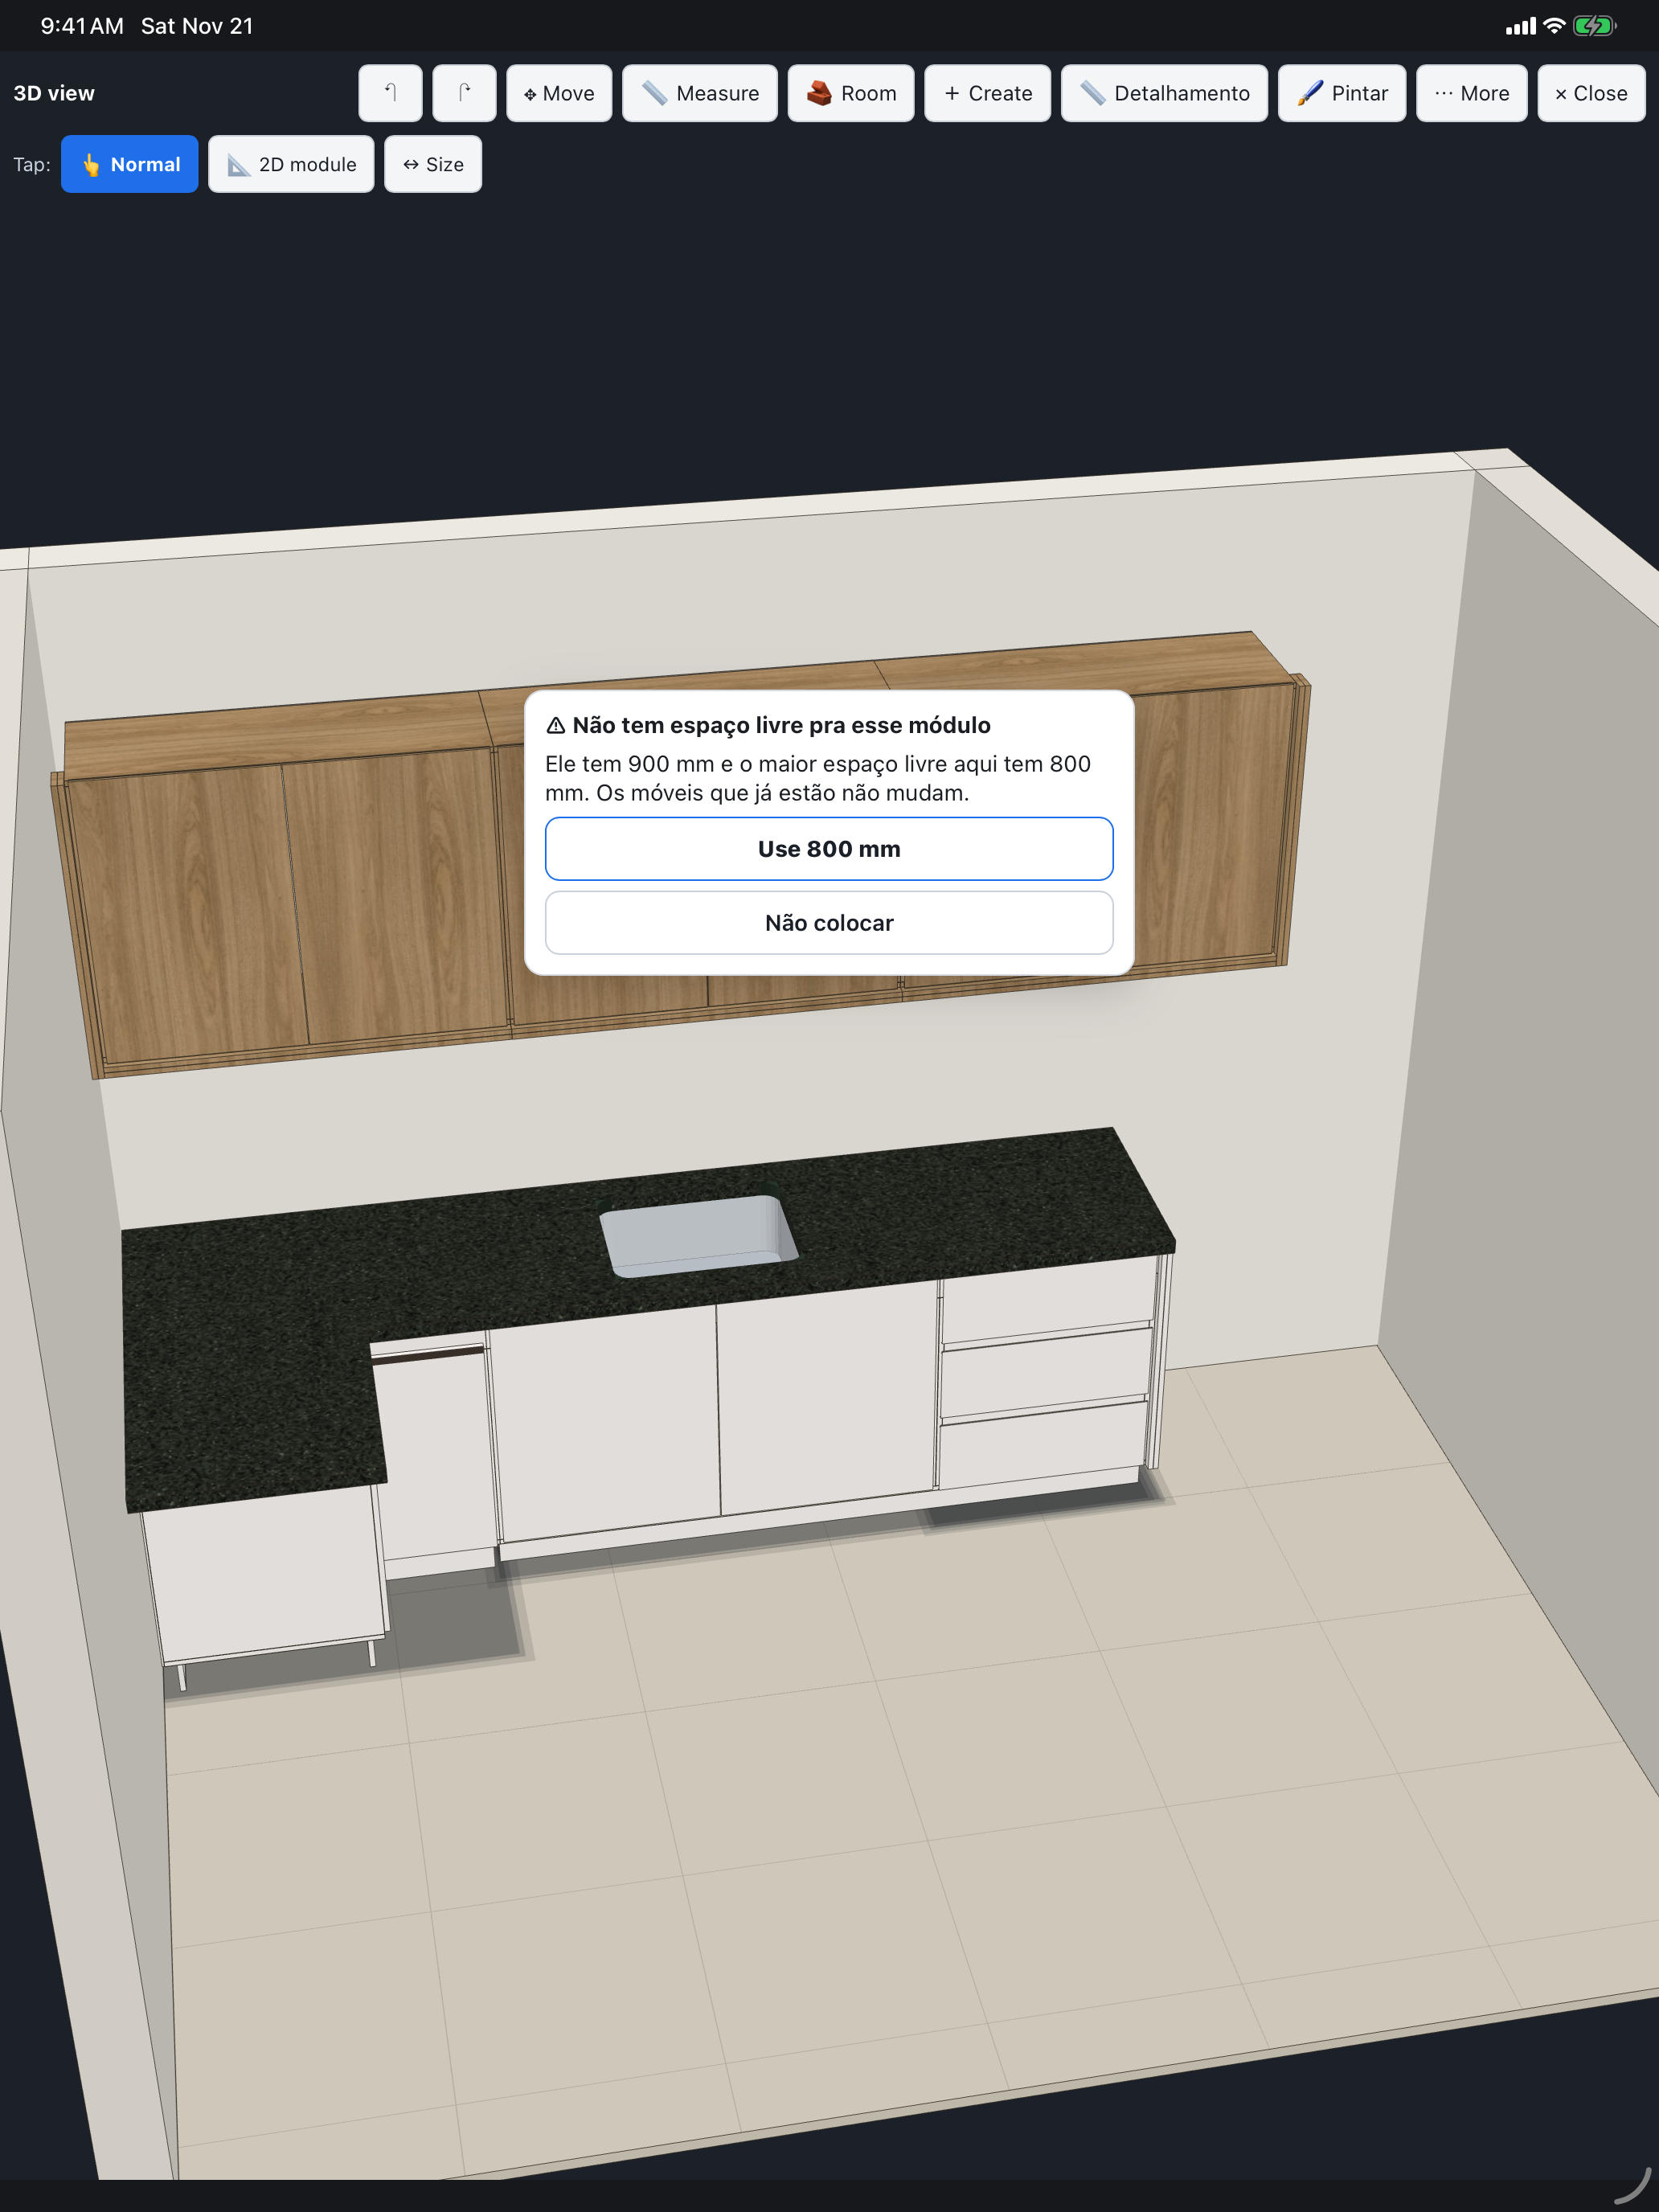 9:41 AM Sat Nov 21
3D view
Move
Measure
Room
+ Create
Detalhamento
Pintar
··· More
× Close
Tap:
Normal
2D module
↔ Size
⚠ Não tem espaço livre pra esse módulo
Ele tem 900 mm e o maior espaço livre aqui tem 800
mm. Os móveis que já estão não mudam.
Use 800 mm
Não colocar